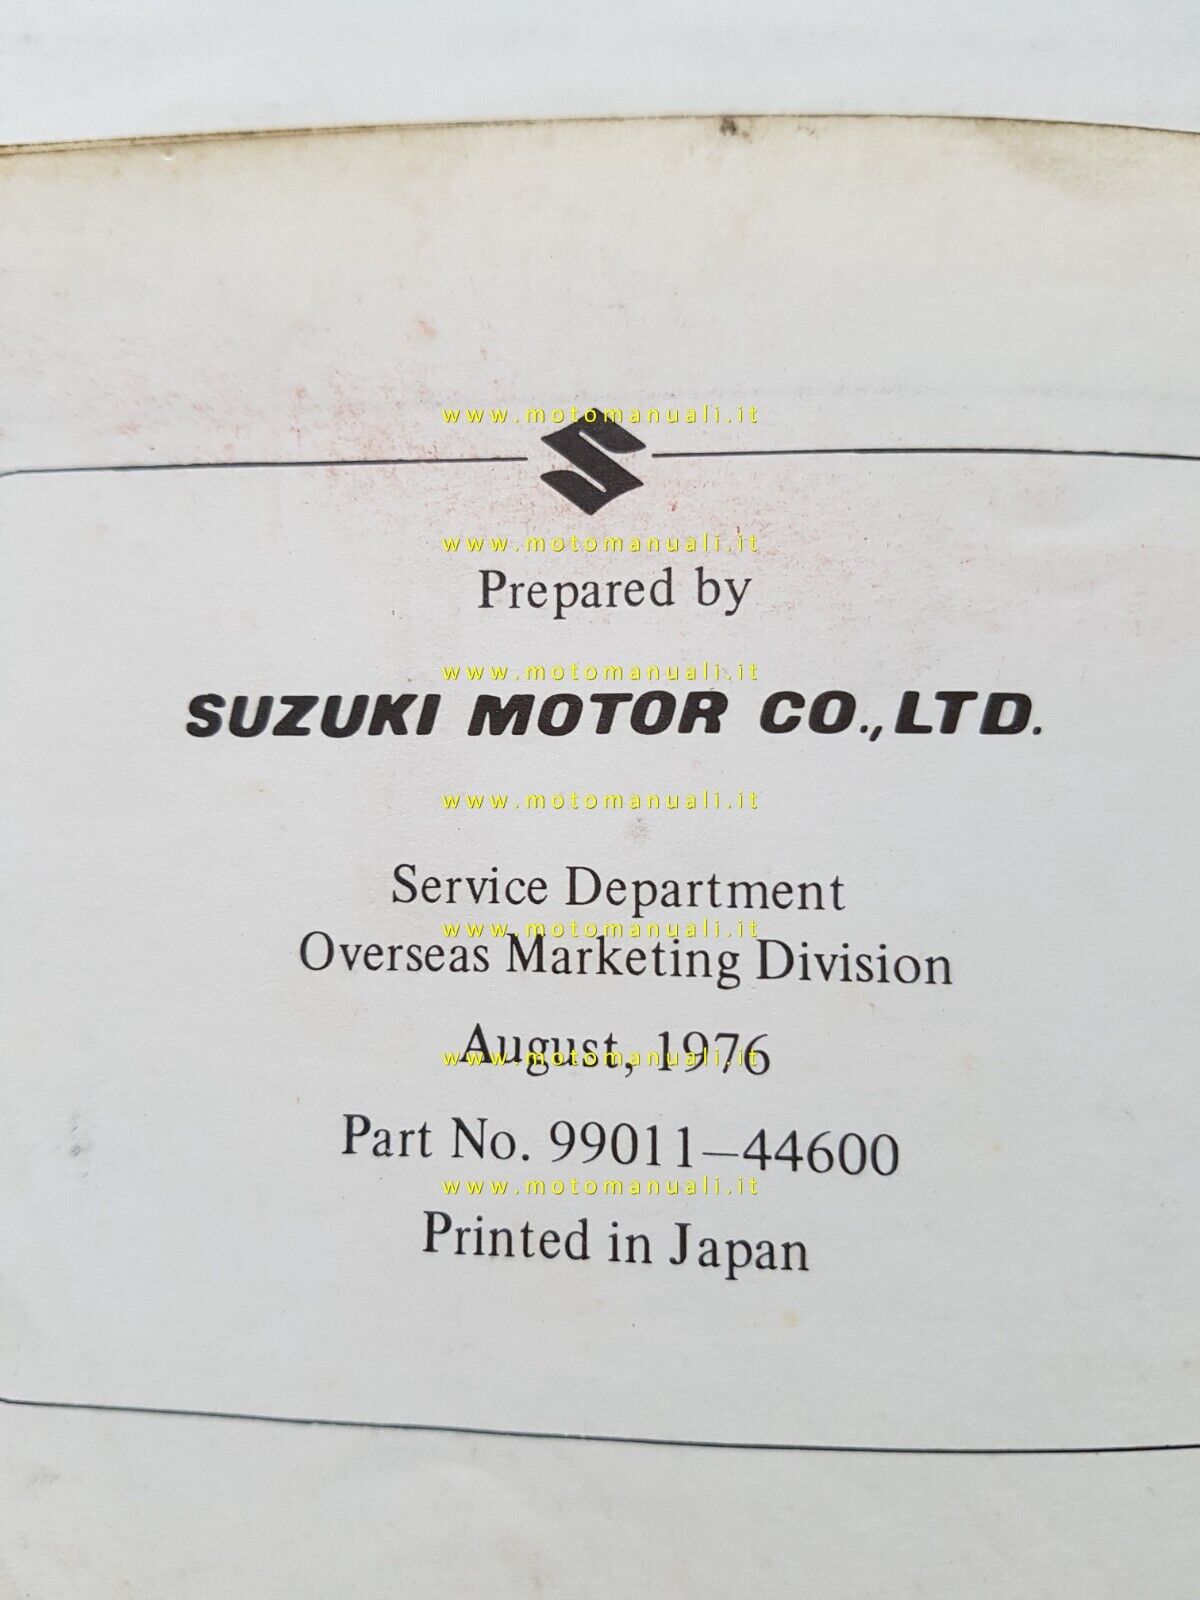 www.motomanuali.it
www.motomanuali.it
Prepared by
www.motomanuali.it
SUZUKI MOTOR CO., LTD.
www.motomanuali.it
Service Department
www.motomanuali.it
Overseas Marketing Division
August, 1976
www.motomanuali.it
Part No. 99011–44600
www.motomanuali.it
Printed in Japan